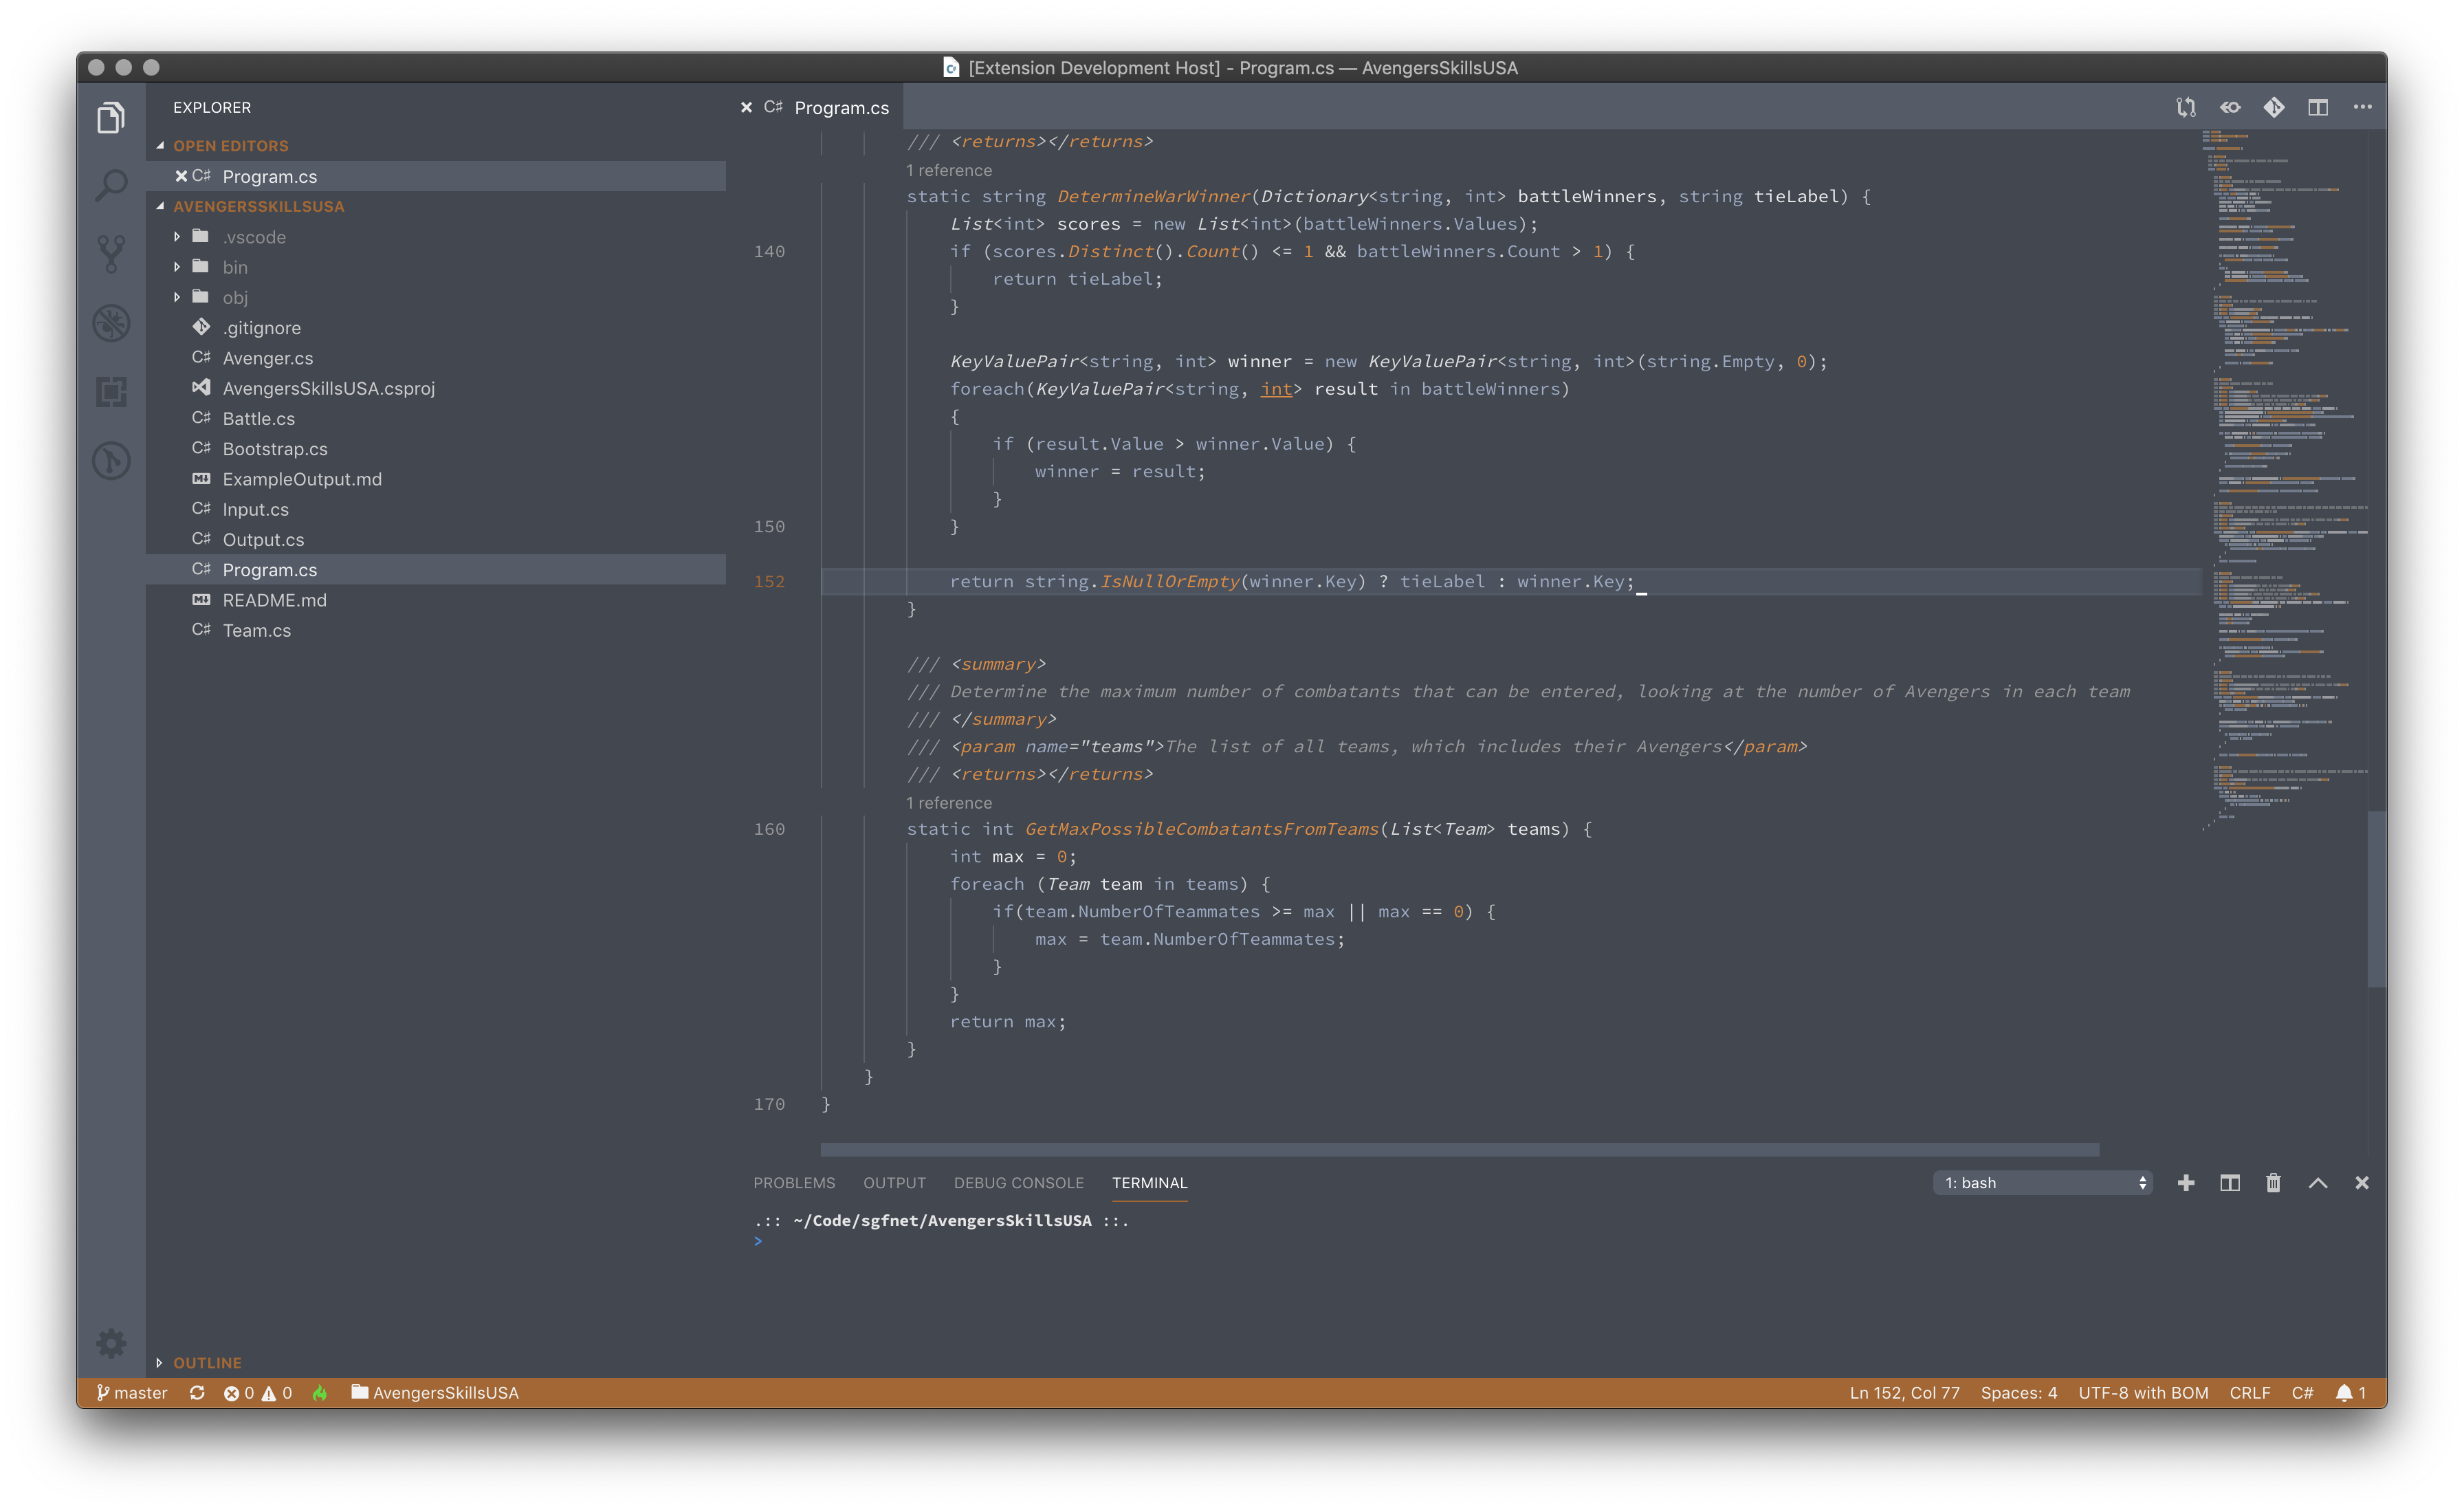 [Extension Development Host] - Program.cs — AvengersSkillsUSA
EXPLORER
OPEN EDITORS
C# Program.cs
AVENGERSSKILLSUSA
.vscode
bin
obj
.gitignore
C# Avenger.cs
AvengersSkillsUSA.csproj
C# Battle.cs
C# Bootstrap.cs
ExampleOutput.md
C# Input.cs
C# Output.cs
C# Program.cs
README.md
C# Team.cs
OUTLINE
C# Program.cs
/// <returns></returns>
1 reference
static string DetermineWarWinner(Dictionary<string, int> battleWinners, string tieLabel) {
List<int> scores = new List<int>(battleWinners.Values);
140 if (scores.Distinct().Count() <= 1 && battleWinners.Count > 1) {
return tieLabel;
}
KeyValuePair<string, int> winner = new KeyValuePair<string, int>(string.Empty, 0);
foreach(KeyValuePair<string, int> result in battleWinners)
{
if (result.Value > winner.Value) {
winner = result;
}
150 }
152 return string.IsNullOrEmpty(winner.Key) ? tieLabel : winner.Key;
}
/// <summary>
/// Determine the maximum number of combatants that can be entered, looking at the number of Avengers in each team
/// </summary>
/// <param name="teams">The list of all teams, which includes their Avengers</param>
/// <returns></returns>
1 reference
160 static int GetMaxPossibleCombatantsFromTeams(List<Team> teams) {
int max = 0;
foreach (Team team in teams) {
if(team.NumberOfTeammates >= max || max == 0) {
max = team.NumberOfTeammates;
}
}
return max;
}
}
170 }
PROBLEMS OUTPUT DEBUG CONSOLE TERMINAL 1: bash
.:: ~/Code/sgfnet/AvengersSkillsUSA ::.
>
master 0 0 AvengersSkillsUSA Ln 152, Col 77 Spaces: 4 UTF-8 with BOM CRLF C# 1